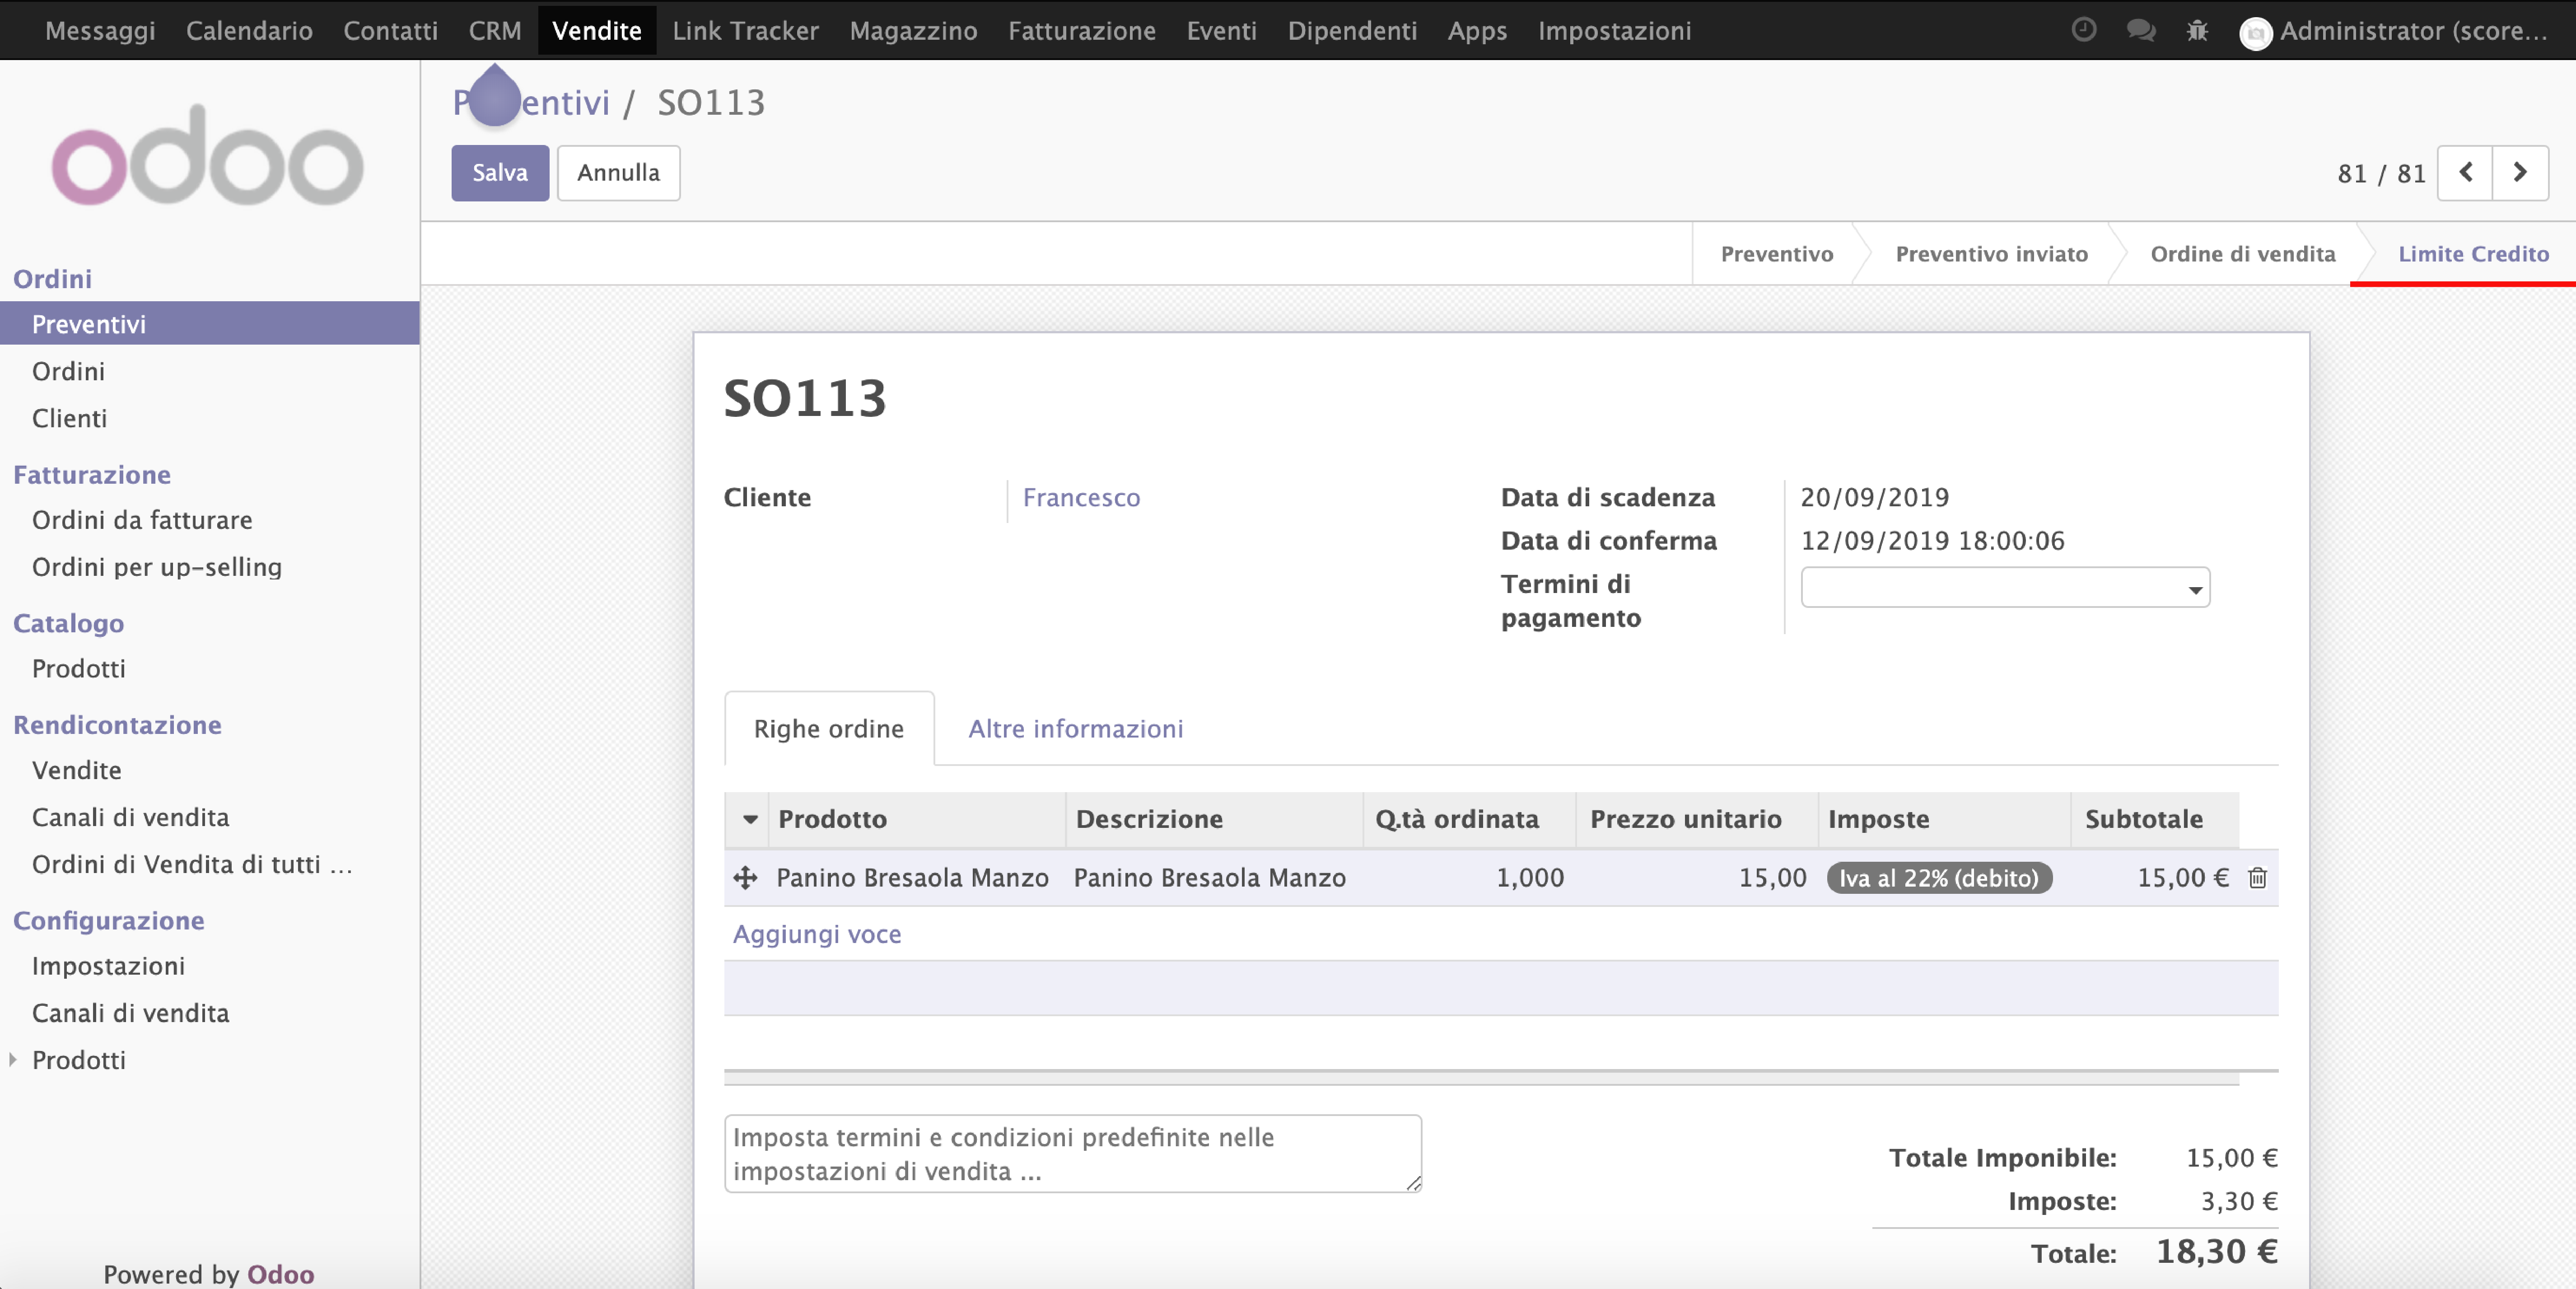 Messaggi Calendario Contatti CRM Vendite Link Tracker Magazzino Fatturazione Eventi Dipendenti Apps Impostazioni Administrator (score...
odoo
Ordini
Preventivi
Ordini
Clienti
Fatturazione
Ordini da fatturare
Ordini per up-selling
Catalogo
Prodotti
Rendicontazione
Vendite
Canali di vendita
Ordini di Vendita di tutti ...
Configurazione
Impostazioni
Canali di vendita
Prodotti
Powered by Odoo
P entivi / SO113
Salva Annulla
81 / 81
Preventivo Preventivo inviato Ordine di vendita Limite Credito
SO113
Cliente Francesco
Data di scadenza 20/09/2019
Data di conferma 12/09/2019 18:00:06
Termini di
pagamento
Righe ordine Altre informazioni
Prodotto Descrizione Q.tà ordinata Prezzo unitario Imposte Subtotale
Panino Bresaola Manzo Panino Bresaola Manzo 1,000 15,00 Iva al 22% (debito) 15,00 €
Aggiungi voce
Imposta termini e condizioni predefinite nelle
impostazioni di vendita ...
Totale Imponibile: 15,00 €
Imposte: 3,30 €
Totale: 18,30 €